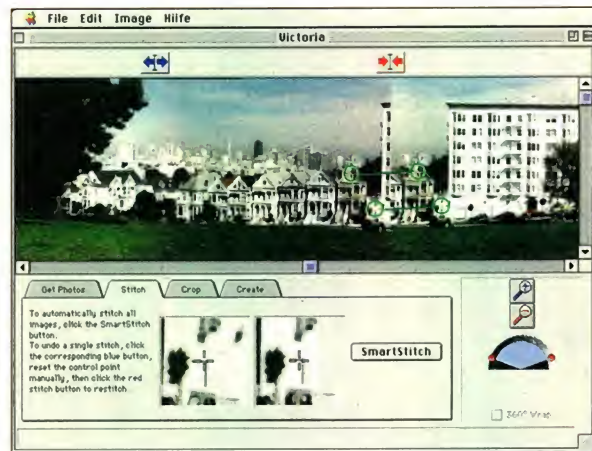 File Edit Image Hilfe
Victoria
Get Photos Stitch Crop Create
To automatically stitch all
images, click the SmartStitch
button.
To undo a single stitch, click
the corresponding blue button,
reset the control point
manually, then click the red
stitch button to restitch.
SmartStitch
360° Wrap